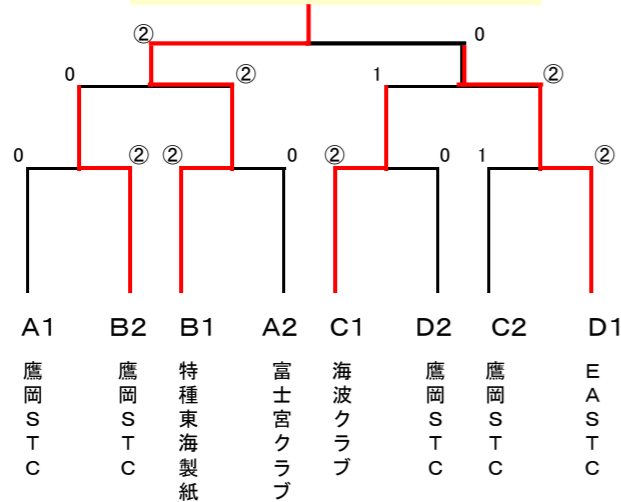 ② 0
0 ② 1 ②
0 ② ② 0 ② 0 1 ②
A1 B2 B1 A2 C1 D2 C2 D1
鷹岡STC
鷹岡STC
特種東海製紙
富士宮クラブ
海波クラブ
鷹岡STC
鷹岡STC
EASTC